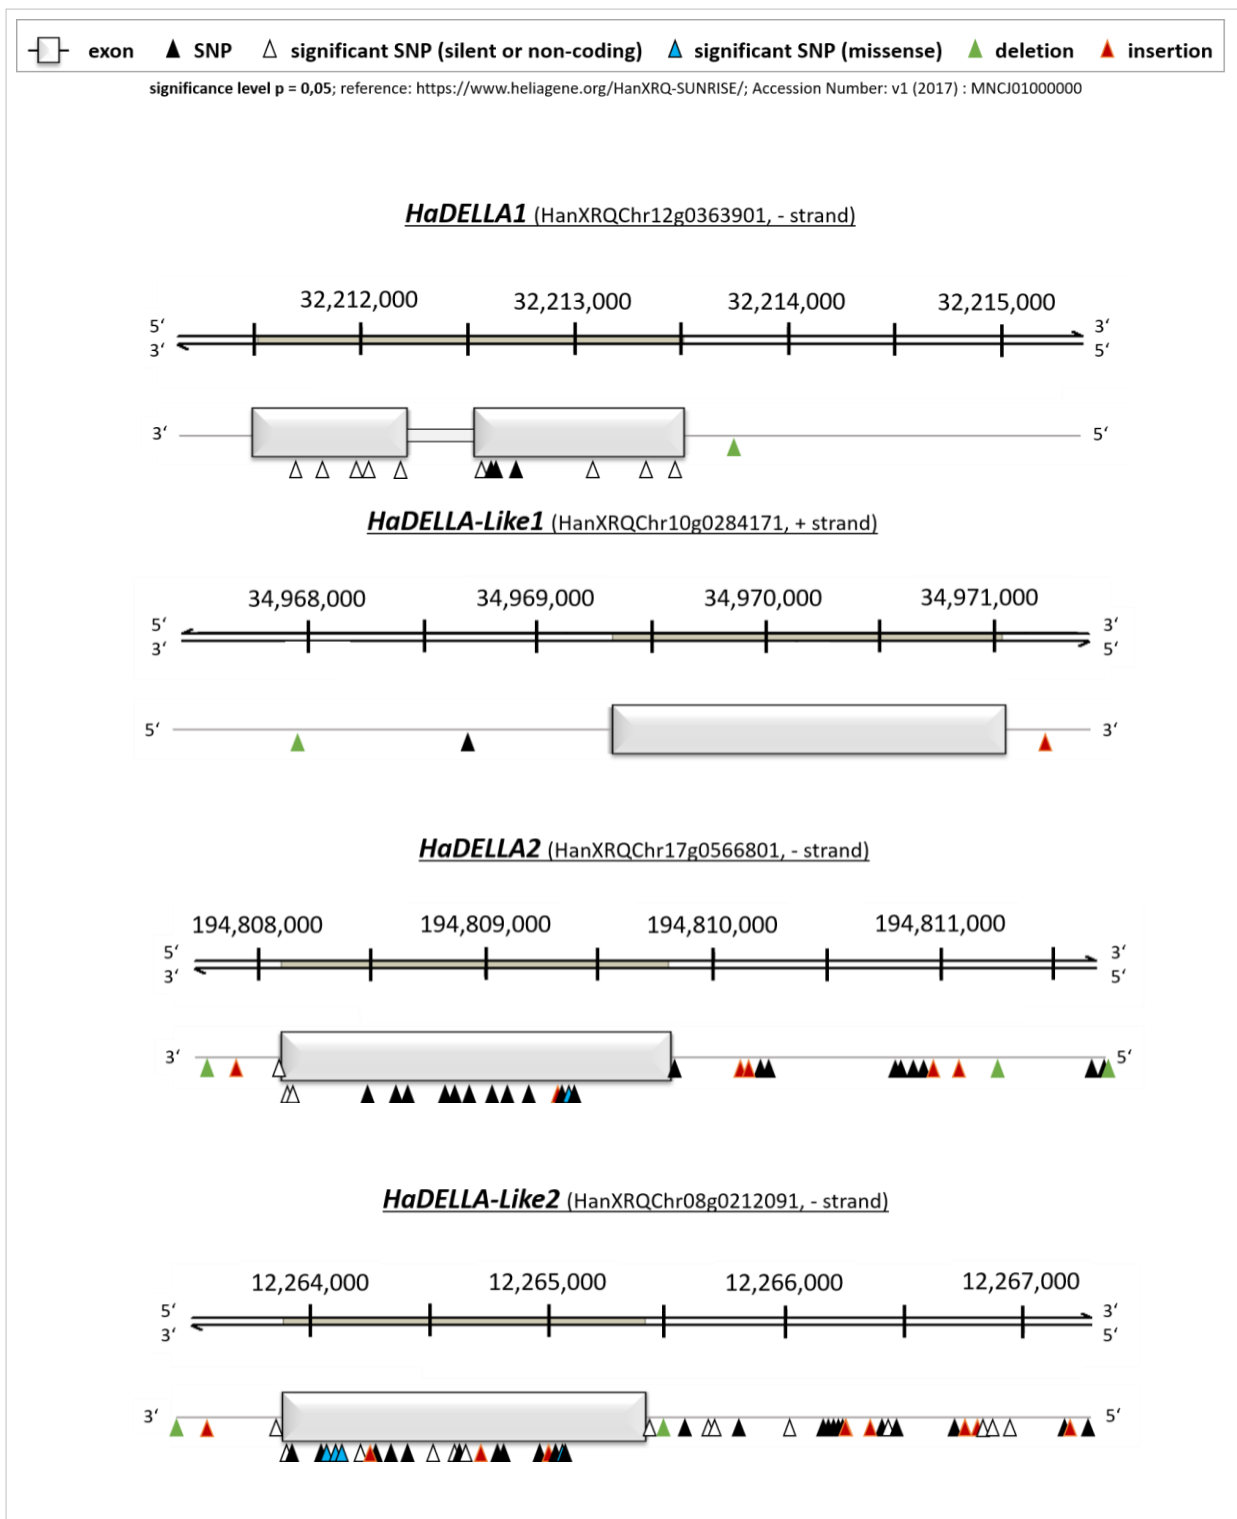 exon SNP significant SNP (silent or non-coding) significant SNP (missense) deletion insertion
significance level p = 0,05; reference: https://www.heliagene.org/HanXRQ-SUNRISE/; Accession Number: v1 (2017) : MNCJ01000000
HaDELLA1 (HanXRQChr12g0363901, - strand)
32,212,000 32,213,000 32,214,000 32,215,000
5‘ 3‘
3‘ 5‘
3‘ 5‘
HaDELLA-Like1 (HanXRQChr10g0284171, + strand)
34,968,000 34,969,000 34,970,000 34,971,000
5‘ 3‘
3‘ 5‘
5‘ 3‘
HaDELLA2 (HanXRQChr17g0566801, - strand)
194,808,000 194,809,000 194,810,000 194,811,000
5‘ 3‘
3‘ 5‘
3‘ 5‘
HaDELLA-Like2 (HanXRQChr08g0212091, - strand)
12,264,000 12,265,000 12,266,000 12,267,000
5‘ 3‘
3‘ 5‘
3‘ 5‘